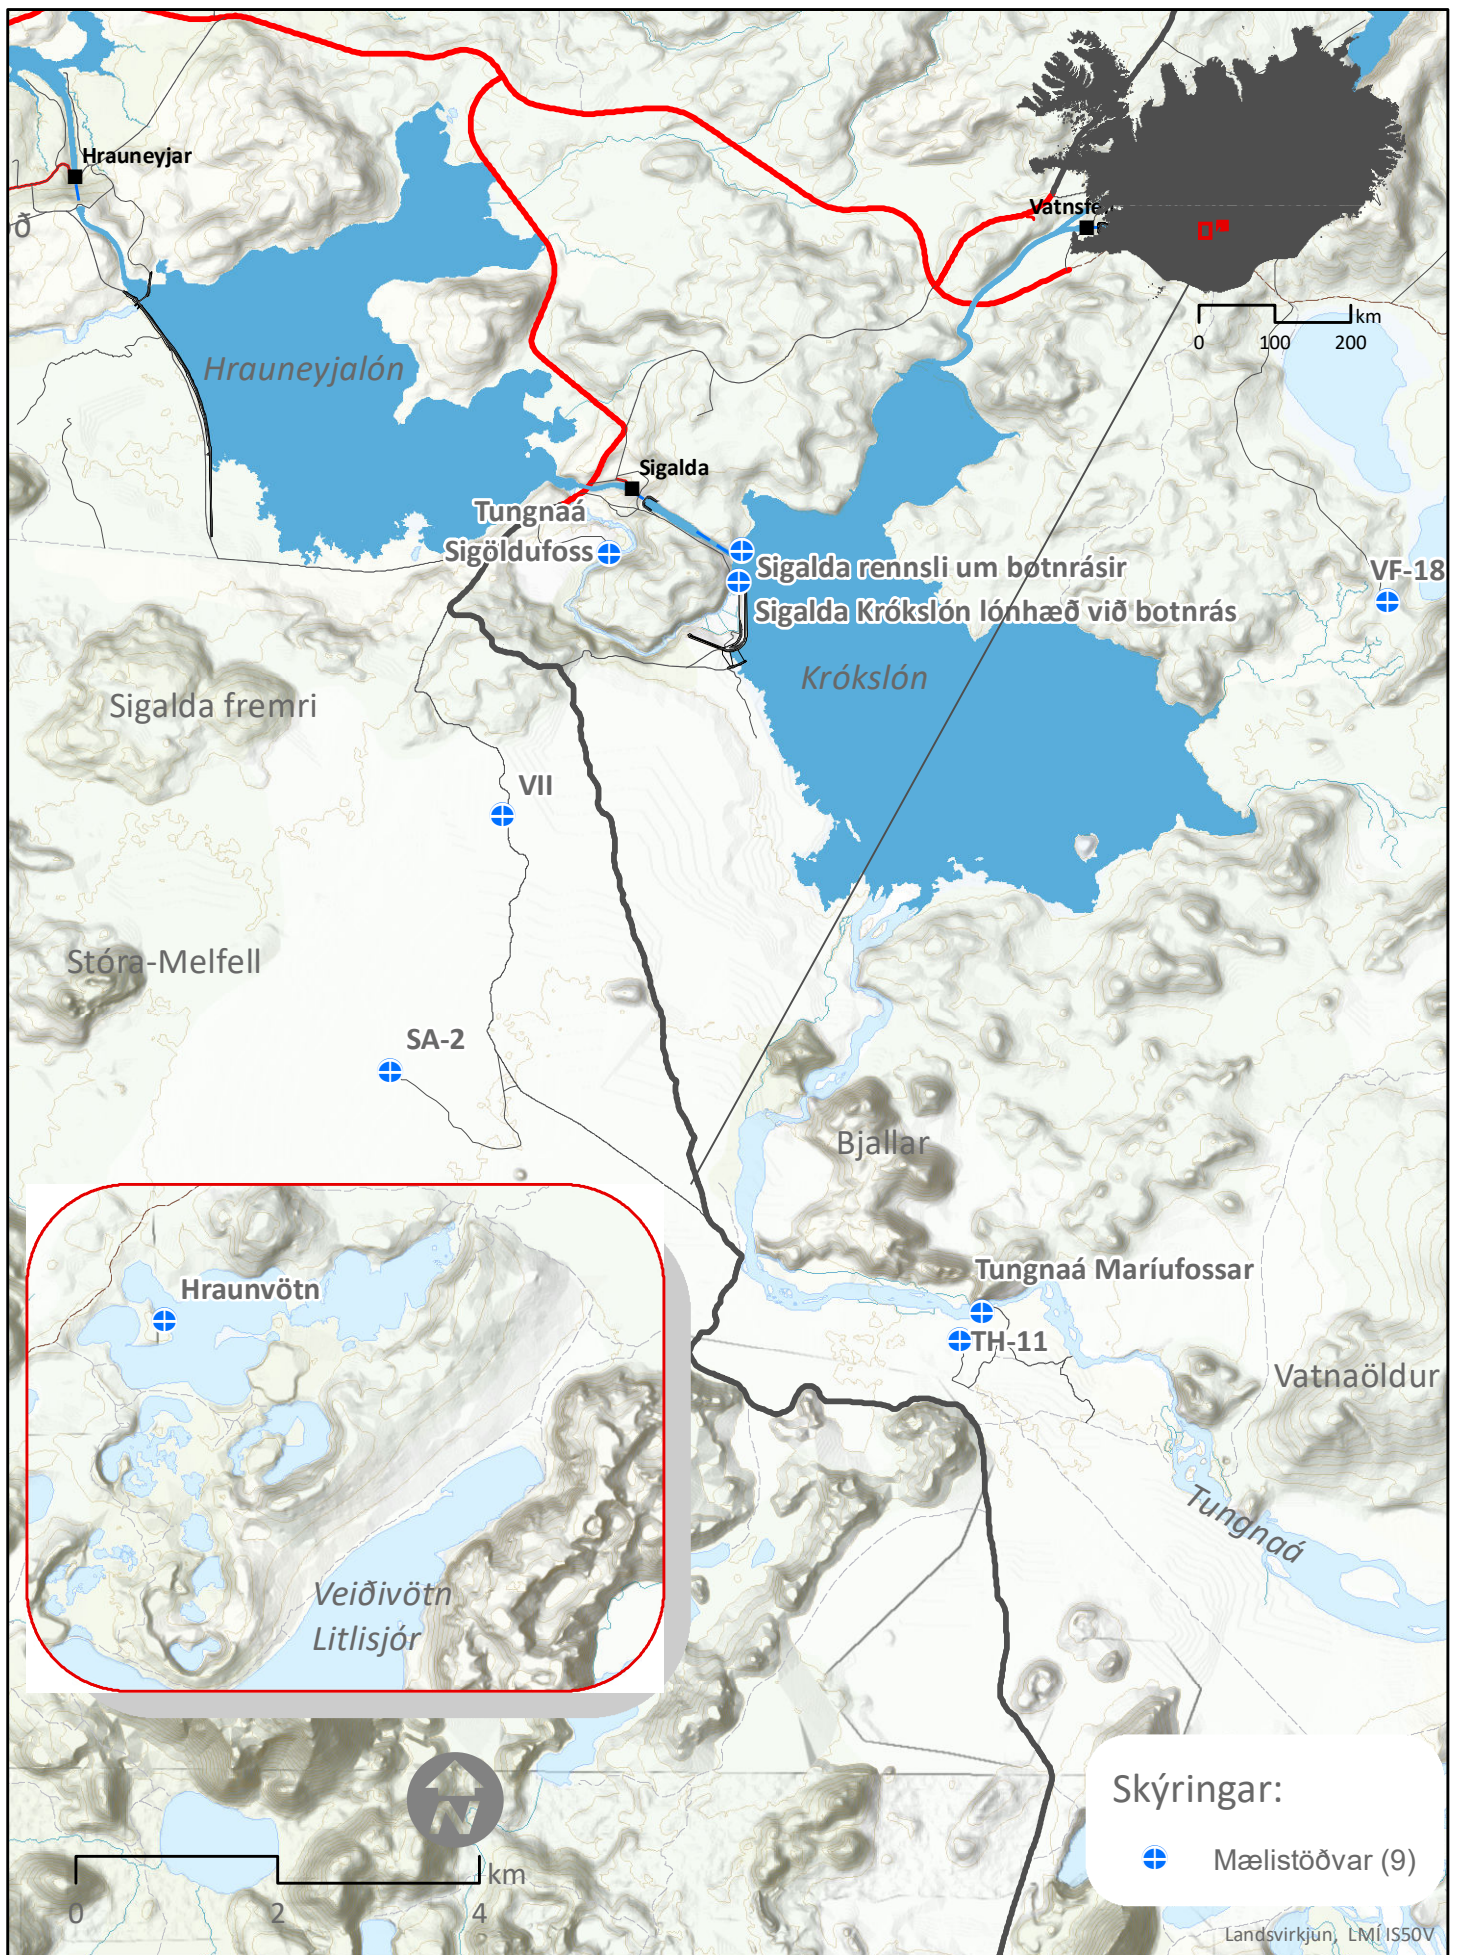 Hrauneyjar
ð
Vatnsfe
km
0 100 200
Hrauneyjalón
Sigalda
Tungnaá
Sigöldufoss
Sigalda rennsli um botnrásir
VF-18
Sigalda Krókslón lónhæð við botnrás
Krókslón
Sigalda fremri
VII
Stóra-Melfell
SA-2
Bjallar
Tungnaá Maríufossar
Hraunvötn
TH-11
Vatnaöldur
Tungnaá
Veiðivötn
Litlisjór
N
Skýringar:
Mælistöðvar (9)
km
0 2 4
Landsvirkjun, LMÍ IS50V